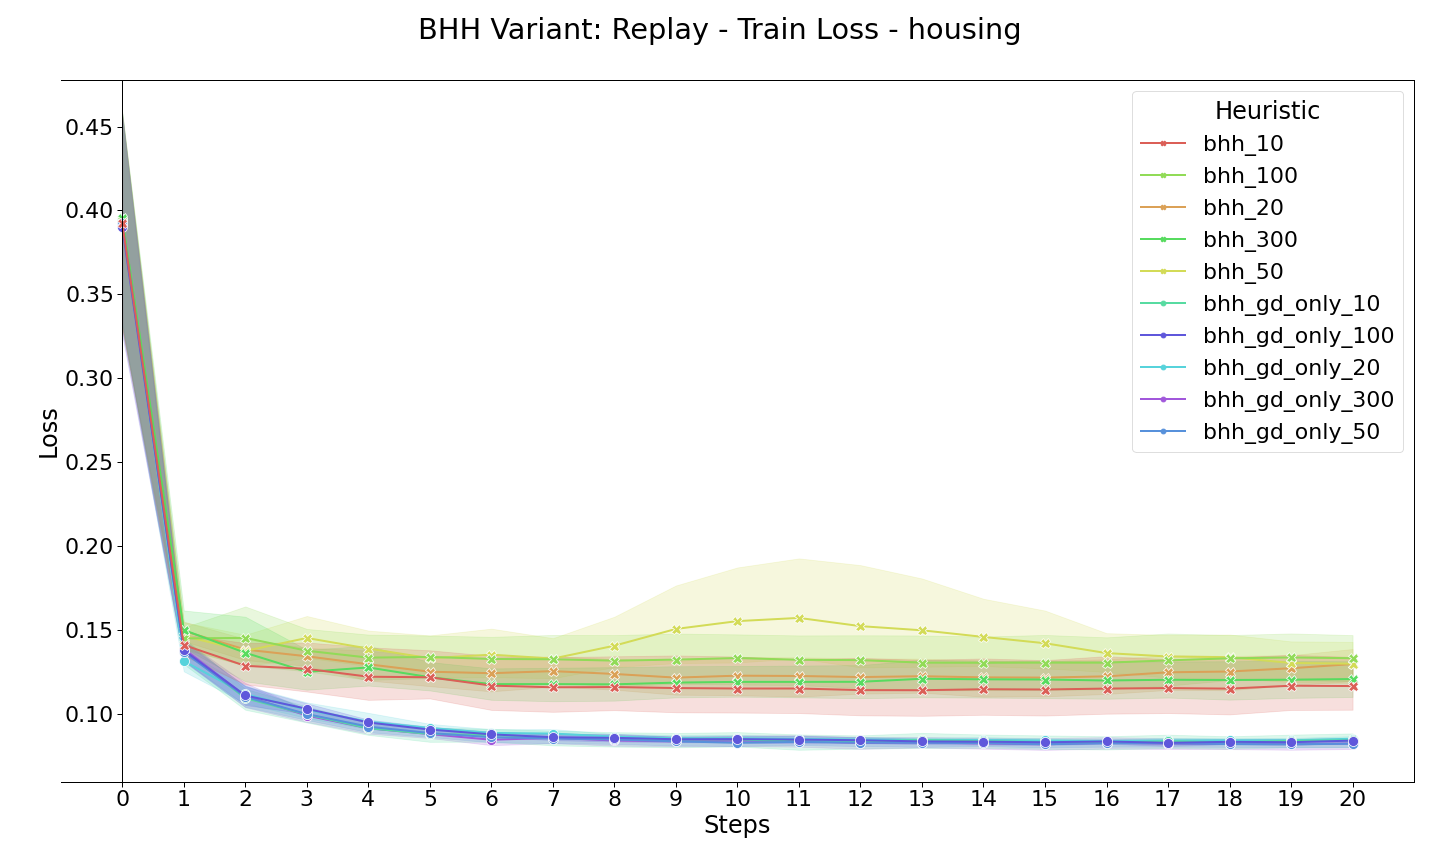 BHH Variant: Replay - Train Loss - housing
Heuristic
bhh_10
bhh_100
bhh_20
bhh_300
bhh_50
bhh_gd_only_10
bhh_gd_only_100
bhh_gd_only_20
bhh_gd_only_300
bhh_gd_only_50
Loss
0.45
0.40
0.35
0.30
0.25
0.20
0.15
0.10
0 1 2 3 4 5 6 7 8 9 10 11 12 13 14 15 16 17 18 19 20
Steps